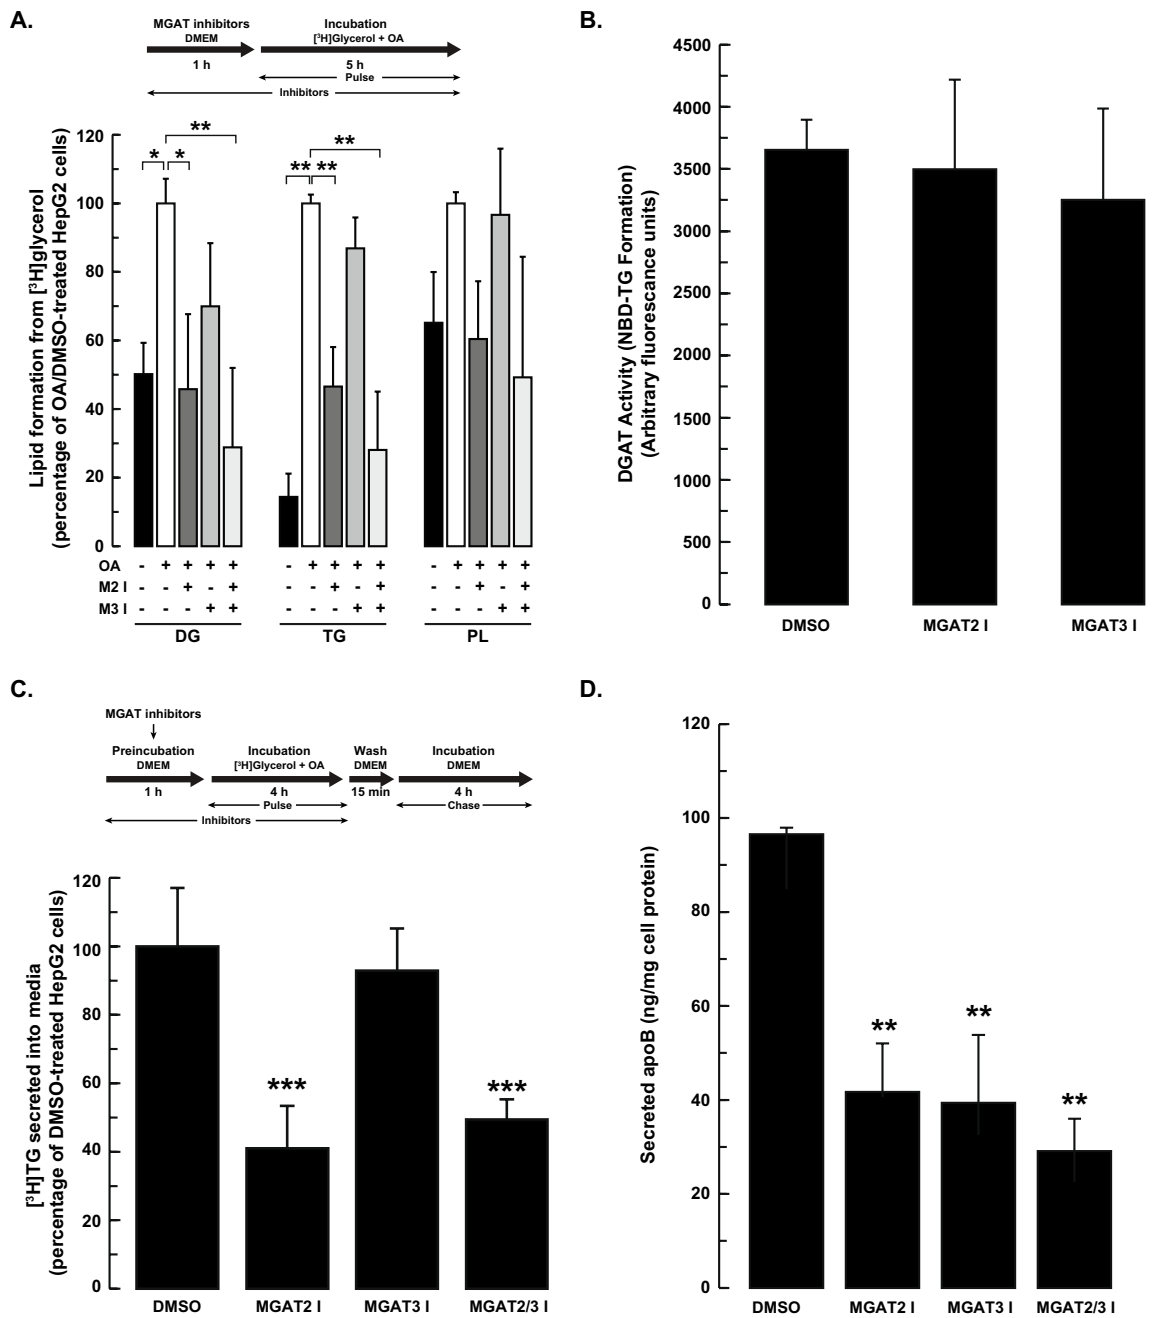 A.
MGAT inhibitors
DMEM
1 h
Incubation
[³H]Glycerol + OA
5 h
Pulse
Inhibitors
Lipid formation from [³H]glycerol
(percentage of OA/DMSO-treated HepG2 cells)
120
100
80
60
40
20
0
* * **
** ** **
OA - + + + + - + + + + - + + + +
M2 I - - + + - - + + - - + +
M3 I - - - + + - - - + + - - - + +
DG TG PL
B.
DGAT Activity (NBD-TG Formation)
(Arbitrary fluorescance units)
4500
4000
3500
3000
2500
2000
1500
1000
500
0
DMSO MGAT2 I MGAT3 I
C.
MGAT inhibitors
Preincubation
DMEM
1 h
Incubation
[³H]Glycerol + OA
4 h
Pulse
Wash
DMEM
15 min
Incubation
DMEM
4 h
Chase
Inhibitors
[³H]TG secreted into media
(percentage of DMSO-treated HepG2 cells)
120
100
80
60
40
20
0
*** ***
DMSO MGAT2 I MGAT3 I MGAT2/3 I
D.
Secreted apoB (ng/mg cell protein)
120
100
80
60
40
20
0
** ** **
DMSO MGAT2 I MGAT3 I MGAT2/3 I